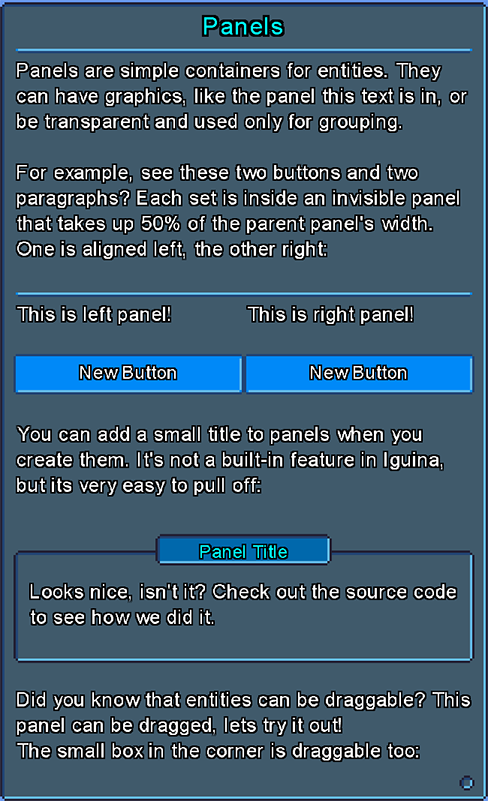 Panels
Panels are simple containers for entities. They
can have graphics, like the panel this text is in, or
be transparent and used only for grouping.
For example, see these two buttons and two
paragraphs? Each set is inside an invisible panel
that takes up 50% of the parent panel's width.
One is aligned left, the other right:
This is left panel!
This is right panel!
New Button
New Button
You can add a small title to panels when you
create them. It's not a built-in feature in Iguina,
but its very easy to pull off:
Panel Title
Looks nice, isn't it? Check out the source code
to see how we did it.
Did you know that entities can be draggable? This
panel can be dragged, lets try it out!
The small box in the corner is draggable too: